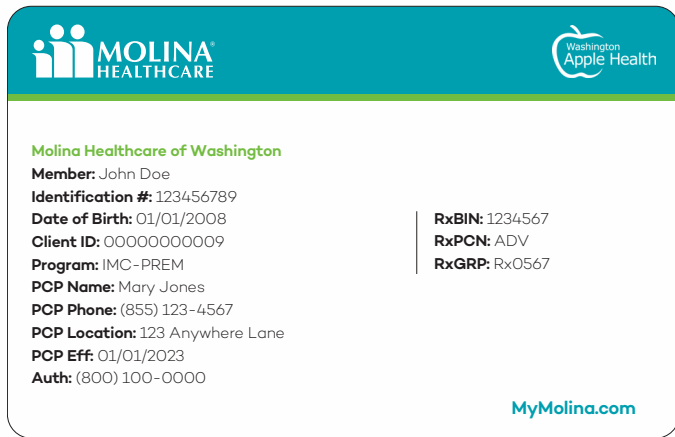 MOLINA®
HEALTHCARE
Washington
Apple Health
Molina Healthcare of Washington
Member: John Doe
Identification #: 123456789
Date of Birth: 01/01/2008
Client ID: 00000000009
Program: IMC-PREM
PCP Name: Mary Jones
PCP Phone: (855) 123-4567
PCP Location: 123 Anywhere Lane
PCP Eff: 01/01/2023
Auth: (800) 100-0000
RxBIN: 1234567
RxPCN: ADV
RxGRP: Rx0567
MyMolina.com